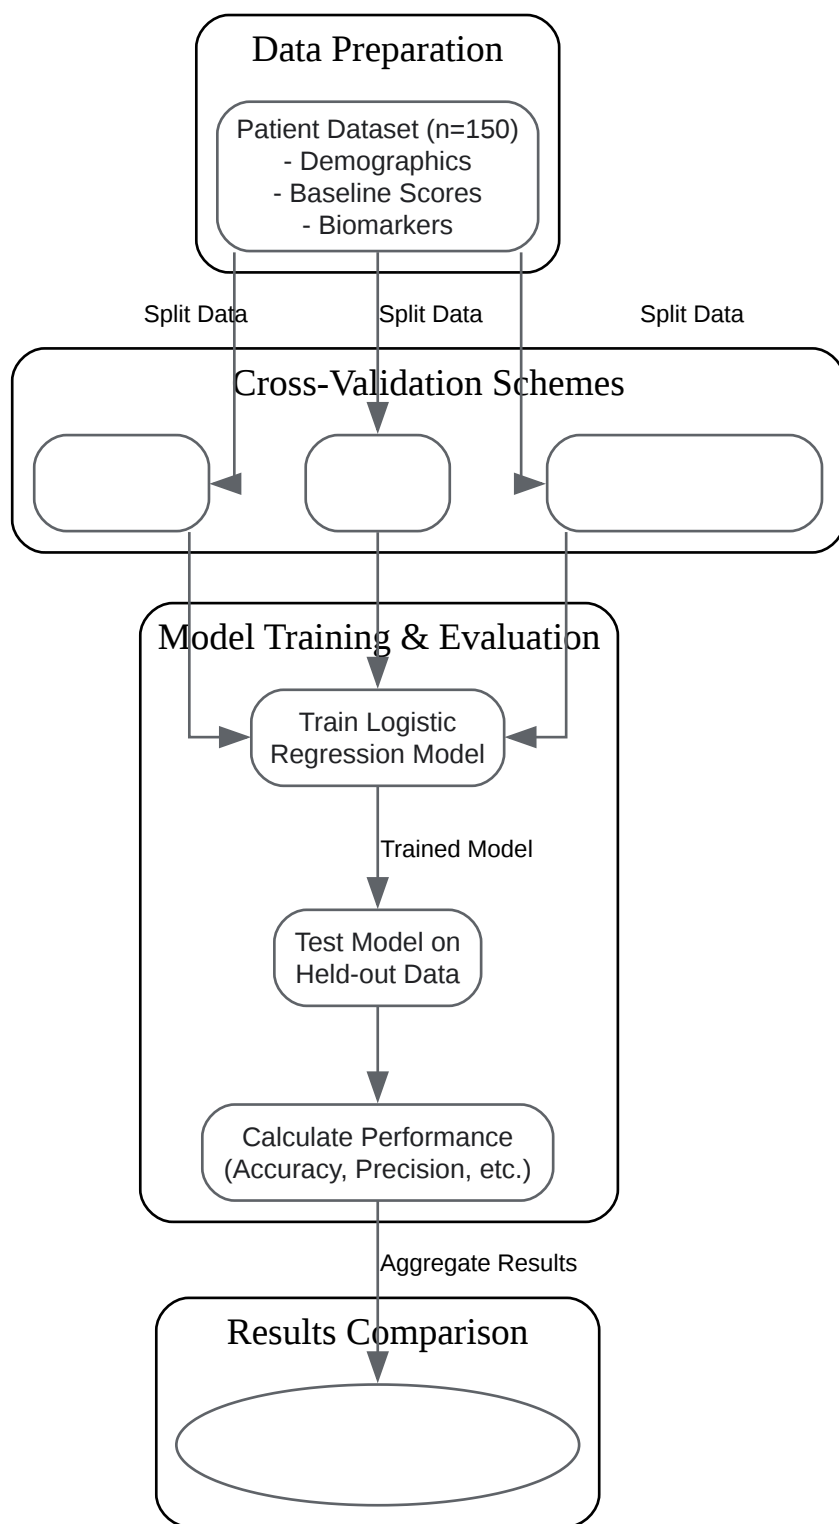 Data Preparation
Patient Dataset (n=150)
- Demographics
- Baseline Scores
- Biomarkers
Split Data
Split Data
Split Data
Cross-Validation Schemes
Model Training & Evaluation
Train Logistic
Regression Model
Trained Model
Test Model on
Held-out Data
Calculate Performance
(Accuracy, Precision, etc.)
Aggregate Results
Results Comparison